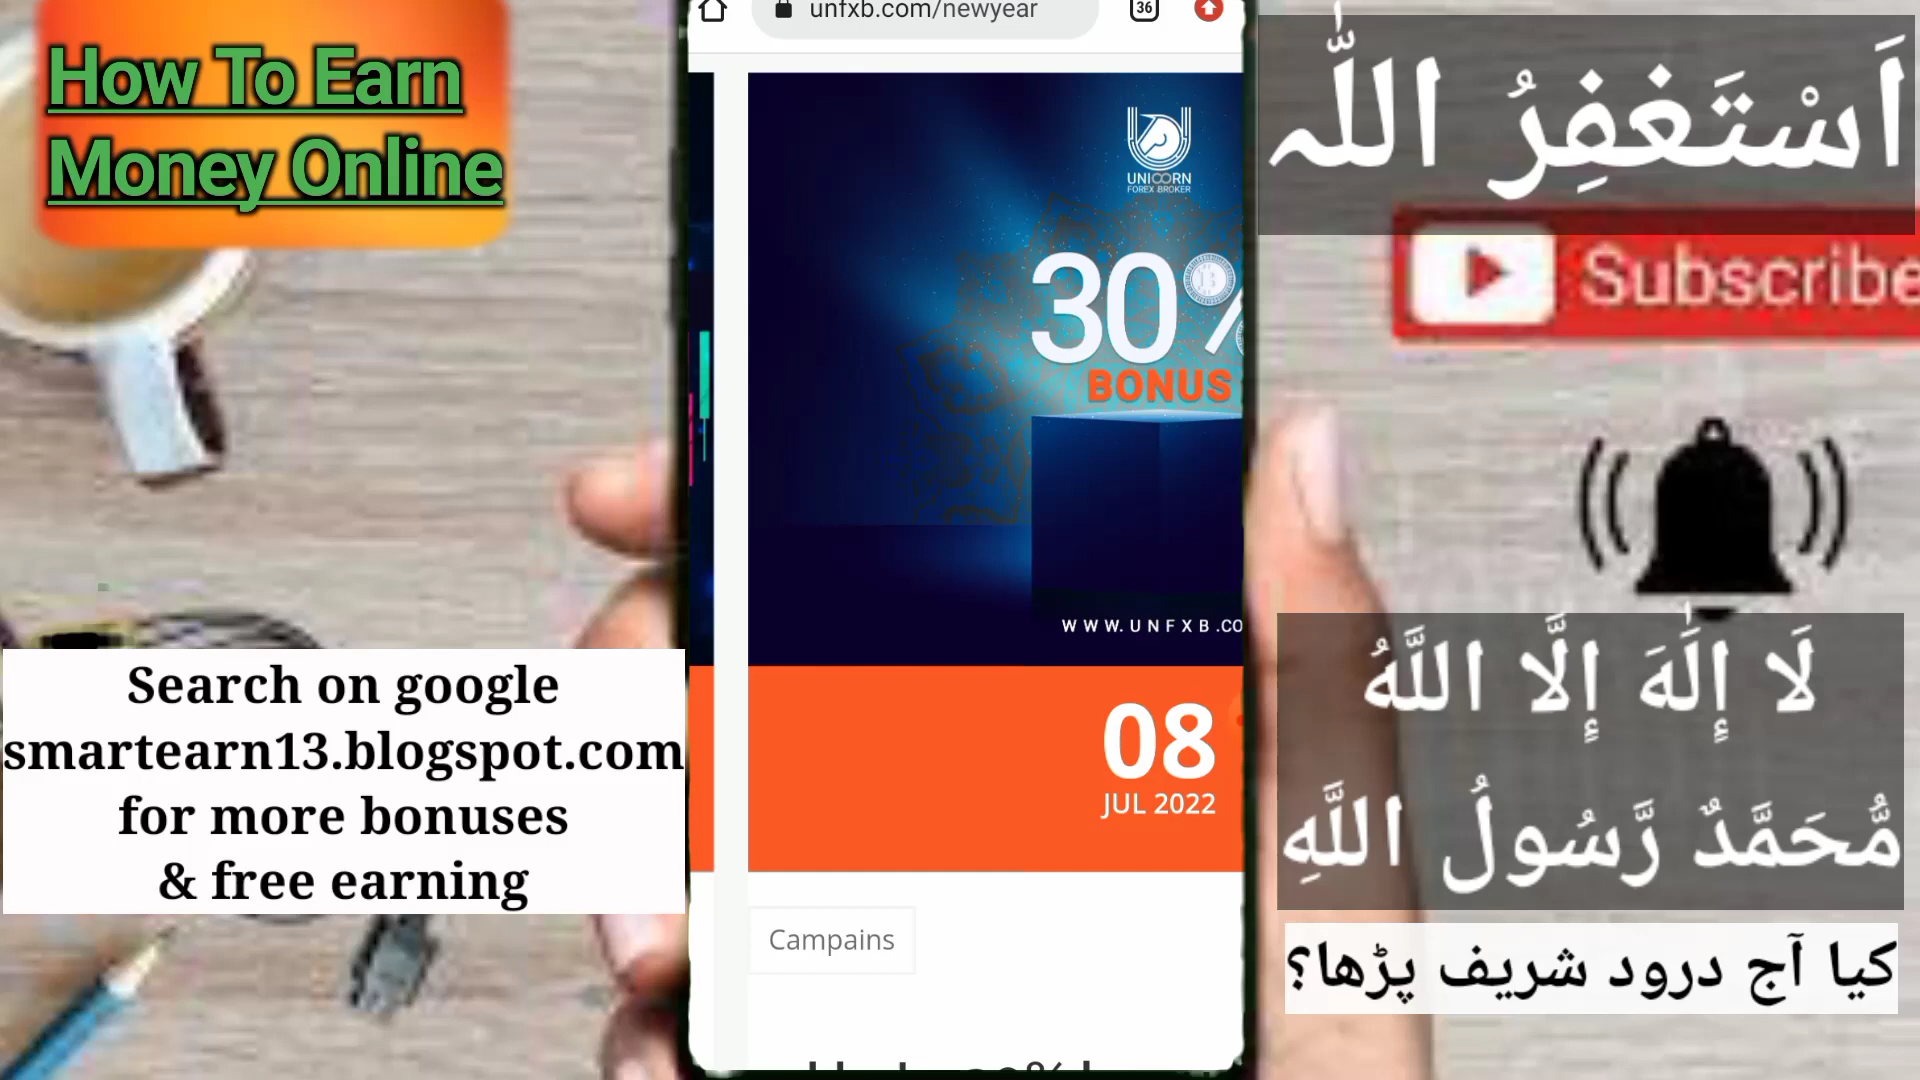 How To Earn
Money Online
Search on google
smartearn13.blogspot.com
for more bonuses
& free earning
unfxb.com/newyear
36
UNICORN
FOREX BROKER
30%
BONUS
WWW.UNFXB.CO
08
JUL 2022
Campains
اَسْتَغفِرُ اللّٰہ
Subscribe
لَا إِلَٰهَ إِلَّا اللَّهُ
مُّحَمَّدٌ رَّسُولُ اللَّهِ
کیا آج درود شریف پڑھا؟